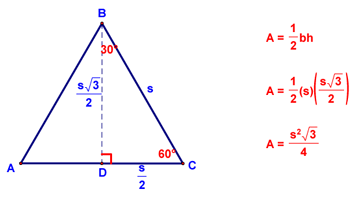 B
30°
s√3/2
s
A = 1/2 bh
A = 1/2 (s)(s√3/2)
A = s²√3/4
60°
A
D
C
s/2